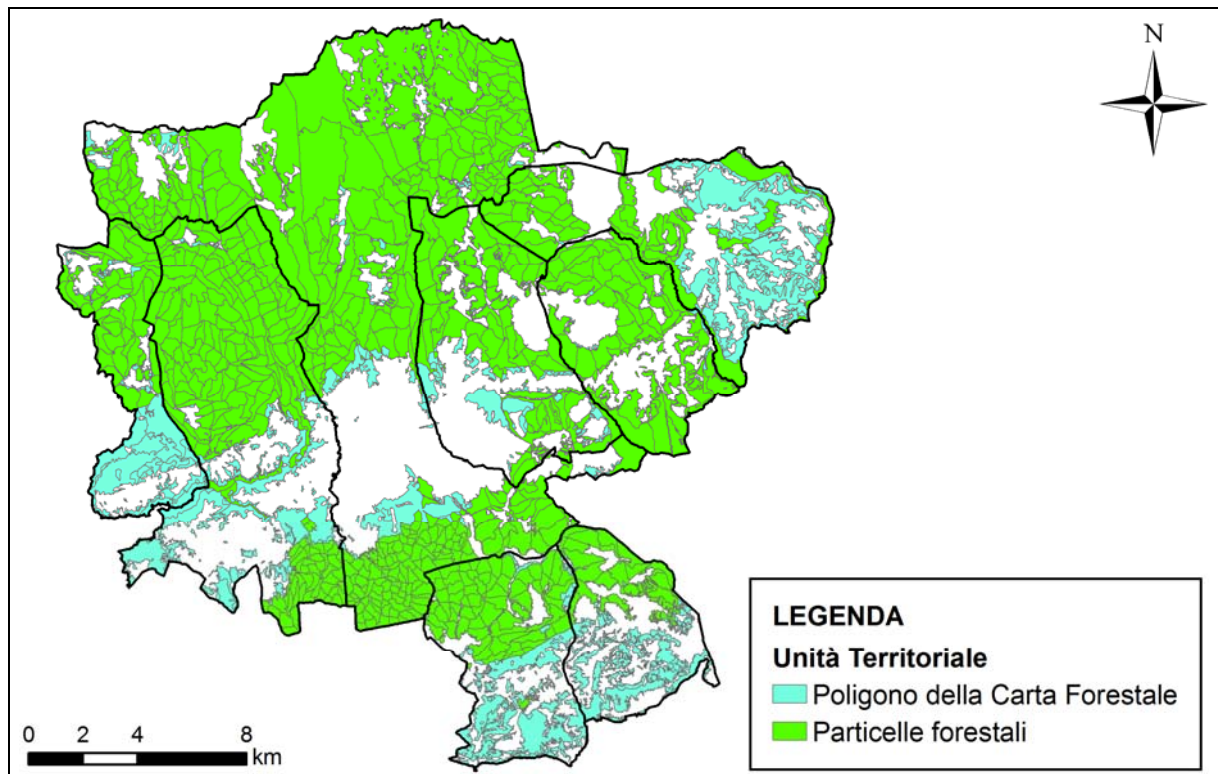 N
LEGENDA
Unità Territoriale
Poligono della Carta Forestale
Particelle forestali
0 2 4 8
km